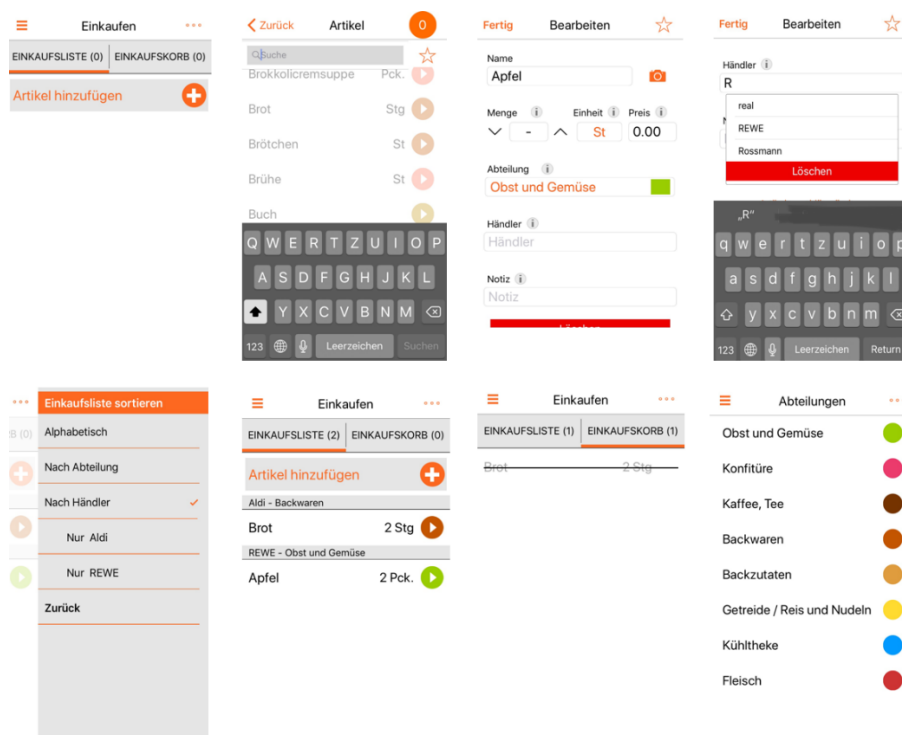 Einkaufen
EINKAUFSLISTE (0) EINKAUFSKORB (0)
Artikel hinzufügen
Zurück Artikel 0
Suche
Brokkolicremsuppe Pck.
Brot Stg
Brötchen St
Brühe St
Buch
Q W E R T Z U I O P
A S D F G H J K L
Y X C V B N M
123 Leerzeichen Suchen
Fertig Bearbeiten
Name
Apfel
Menge i Einheit i Preis i
- St 0.00
Abteilung i
Obst und Gemüse
Händler i
Händler
Notiz i
Notiz
Löschen
Fertig Bearbeiten
Händler i
R
real
REWE
Rossmann
Löschen
„R“
q w e r t z u i o p
a s d f g h j k l
y x c v b n m
123 Leerzeichen Return
Einkaufsliste sortieren
(0) Alphabetisch
Nach Abteilung
Nach Händler
Nur Aldi
Nur REWE
Zurück
Einkaufen
EINKAUFSLISTE (2) EINKAUFSKORB (0)
Artikel hinzufügen
Aldi - Backwaren
Brot 2 Stg
REWE - Obst und Gemüse
Apfel 2 Pck.
Einkaufen
EINKAUFSLISTE (1) EINKAUFSKORB (1)
Brot 2 Stg
Abteilungen
Obst und Gemüse
Konfitüre
Kaffee, Tee
Backwaren
Backzutaten
Getreide / Reis und Nudeln
Kühltheke
Fleisch